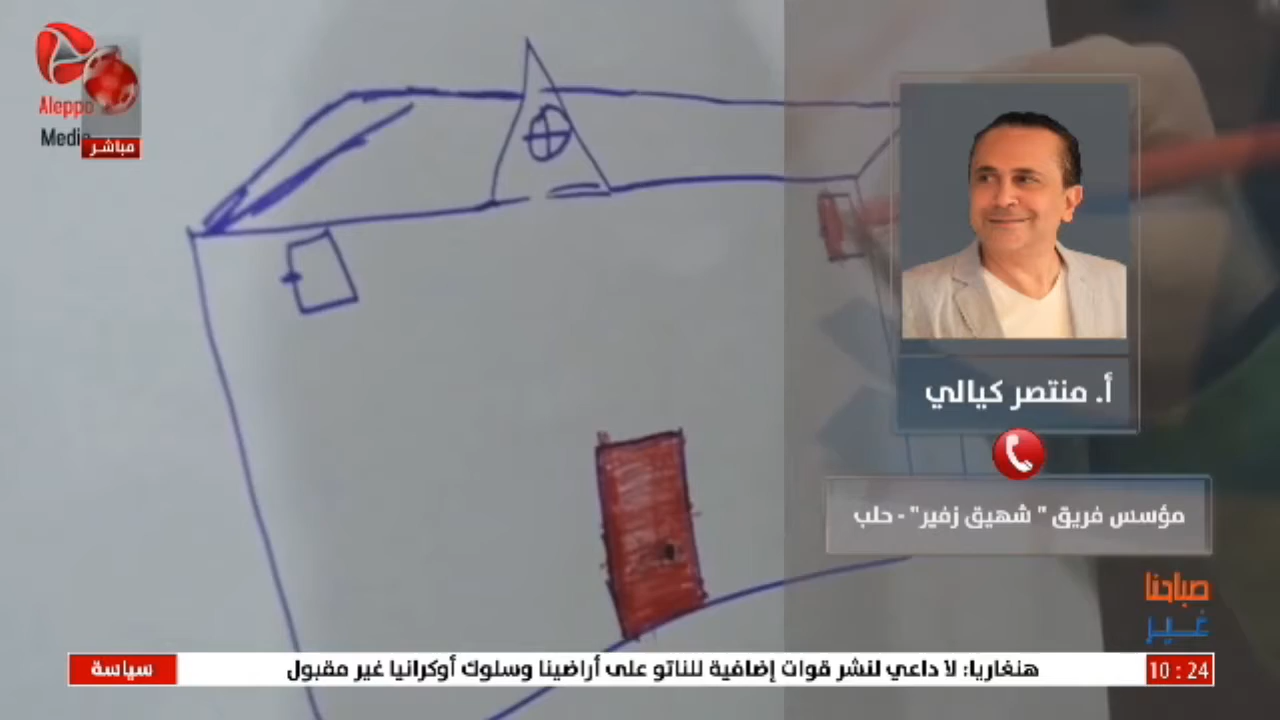 Aleppo
Media
مباشر
أ. منتصر كيالي
مؤسس فريق " شهيق زفير" - حلب
صباحنا
غير
سياسة
هنغاريا: لا داعي لنشر قوات إضافية للناتو على أراضينا وسلوك أوكرانيا غير مقبول
10 : 24